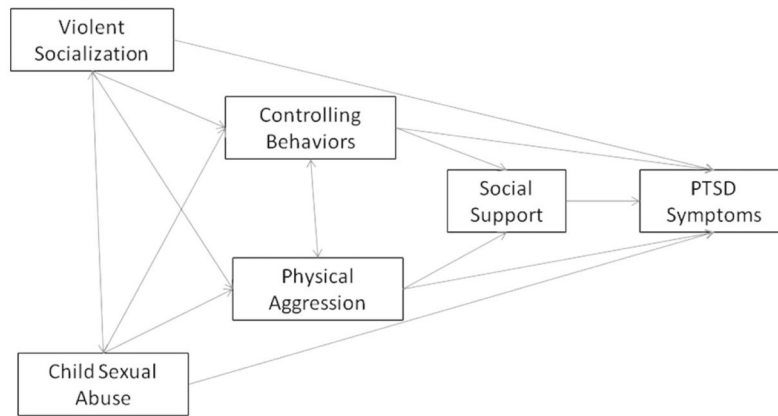 Violent
Socialization
Controlling
Behaviors
Social
Support
PTSD
Symptoms
Physical
Aggression
Child Sexual
Abuse